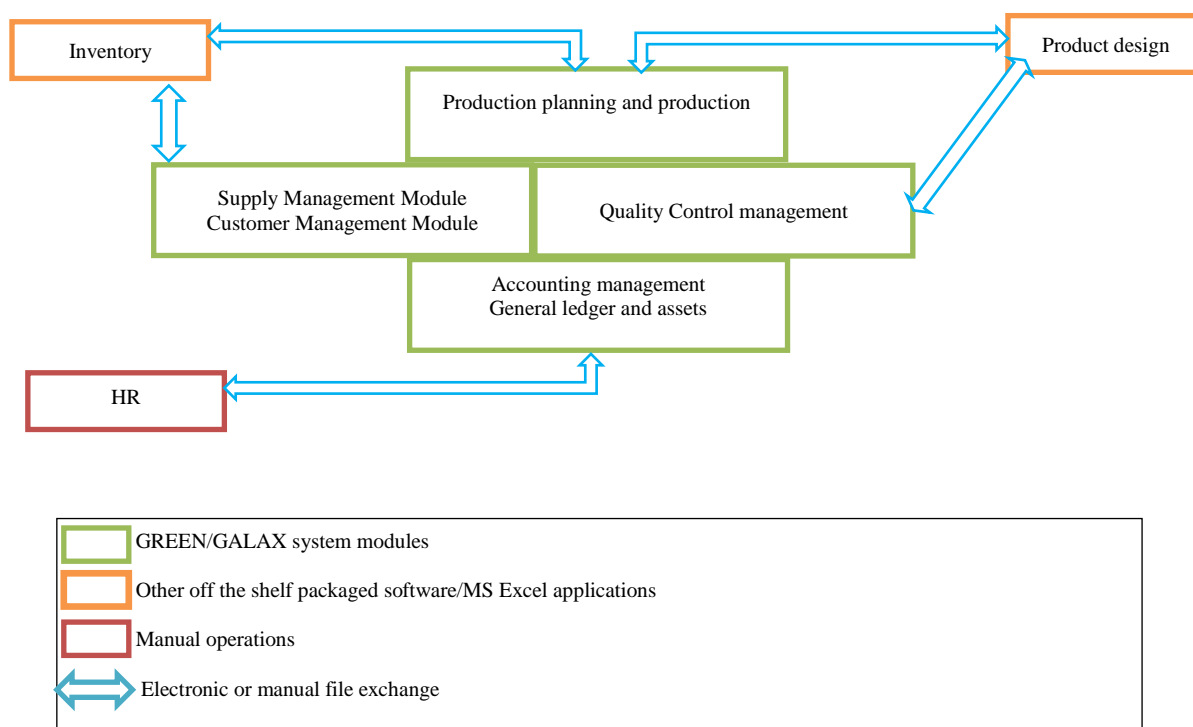 Inventory
Product design
Production planning and production
Supply Management Module
Customer Management Module
Quality Control management
Accounting management
General ledger and assets
HR
GREEN/GALAX system modules
Other off the shelf packaged software/MS Excel applications
Manual operations
Electronic or manual file exchange